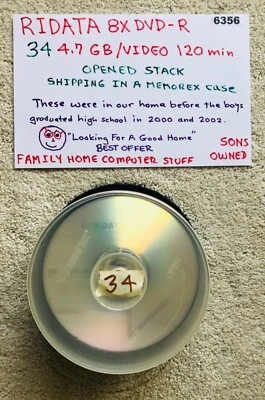 RIDATA 8X DVD-R
6356
34 4.7 GB/VIDEO 120 min
OPENED STACK
SHIPPING IN A MEMOREX CASE
These were in our home before the boys
graduated high school in 2000 and 2002.
"Looking For A Good Home"
BEST OFFER
SONS
OWNED
FAMILY HOME COMPUTER STUFF
34